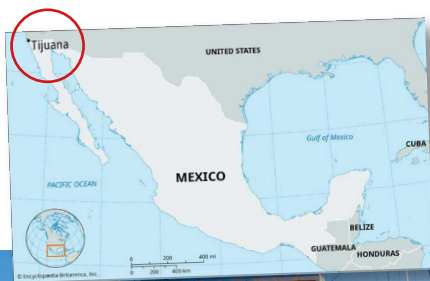 Tijuana
UNITED STATES
Gulf of Mexico
CUBA
PACIFIC OCEAN
MEXICO
BELIZE
GUATEMALA
HONDURAS
0 200 400 mi
0 200 400 km
© Encyclopædia Britannica, Inc.